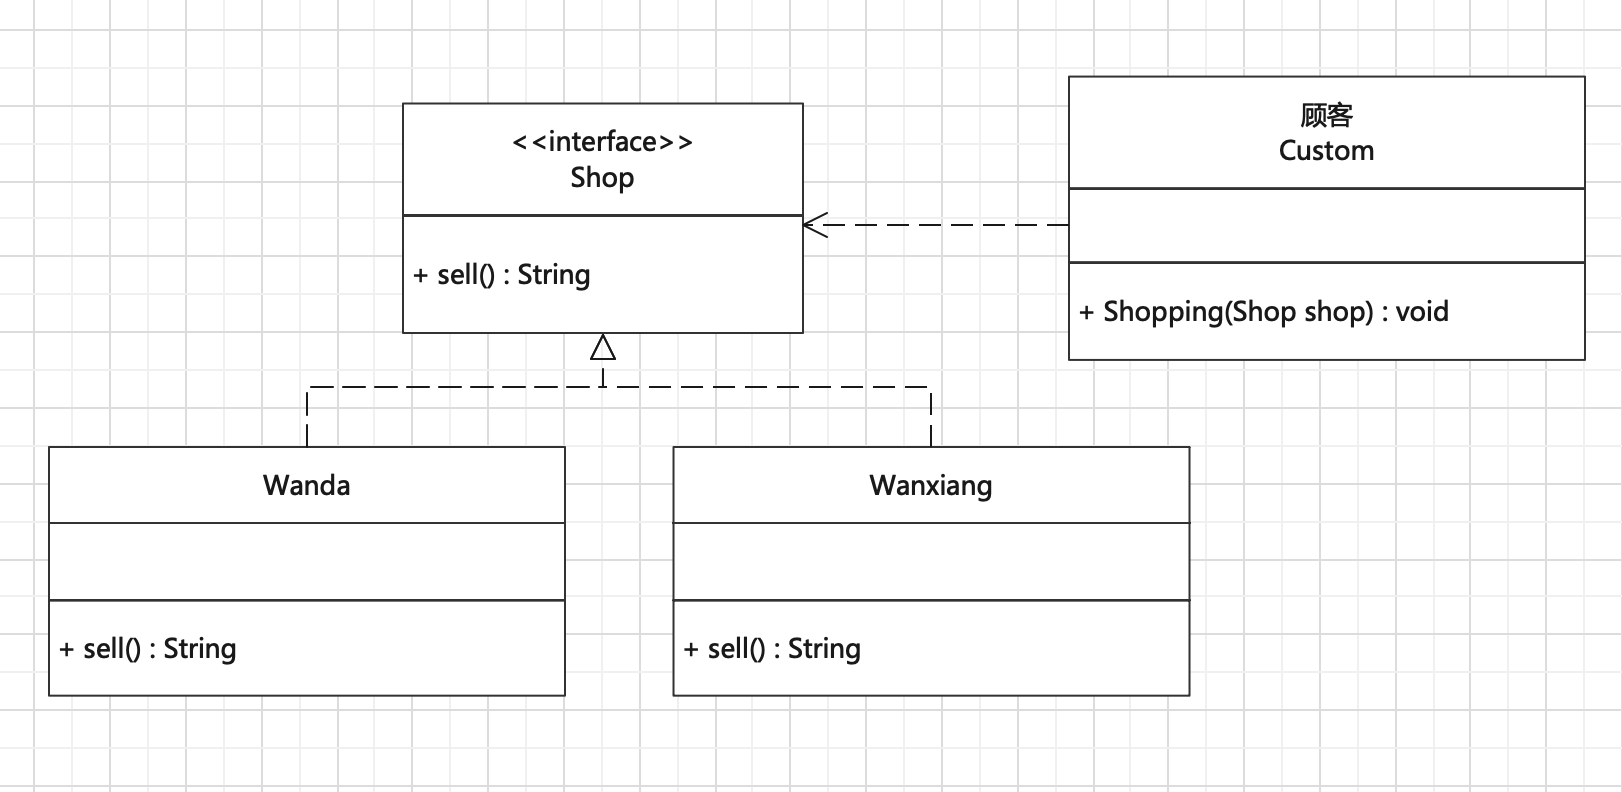 <<interface>>
Shop
+ sell() : String
顾客
Custom
+ Shopping(Shop shop) : void
Wanda
+ sell() : String
Wanxiang
+ sell() : String